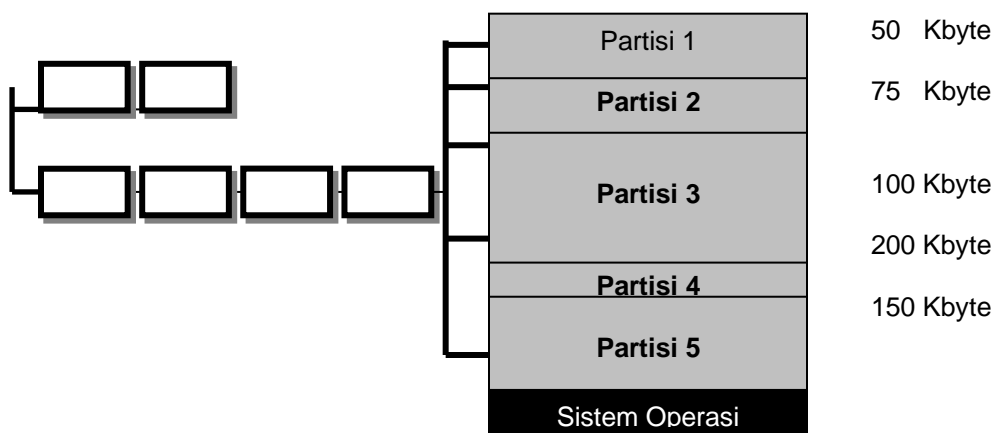 Partisi 1 50 Kbyte
Partisi 2 75 Kbyte
Partisi 3 100 Kbyte
200 Kbyte
Partisi 4
150 Kbyte
Partisi 5
Sistem Operasi